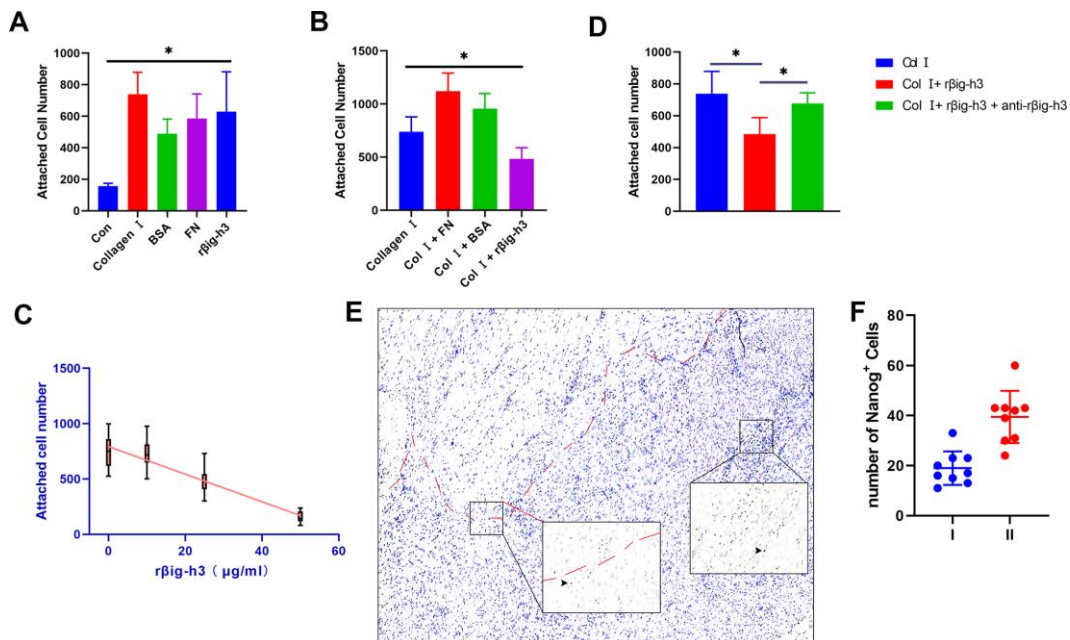 A
Attached Cell Number
1000
800
600
400
200
0
*
Con
Collagen Ⅰ
BSA
FN
rβig-h3
B
Attached Cell Number
1500
1000
500
0
*
Collagen Ⅰ
Col Ⅰ + FN
Col Ⅰ + BSA
Col Ⅰ + rβig-h3
D
Attached Cell number
1000
800
600
400
200
0
*
*
Col Ⅰ
Col Ⅰ+ rβig-h3
Col Ⅰ+ rβig-h3 + anti-rβig-h3
C
Attached cell number
1500
1000
500
0
0
20
40
60
rβig-h3 ( μg/ml)
E
F
number of Nanog⁺ Cells
80
60
40
20
0
I
II